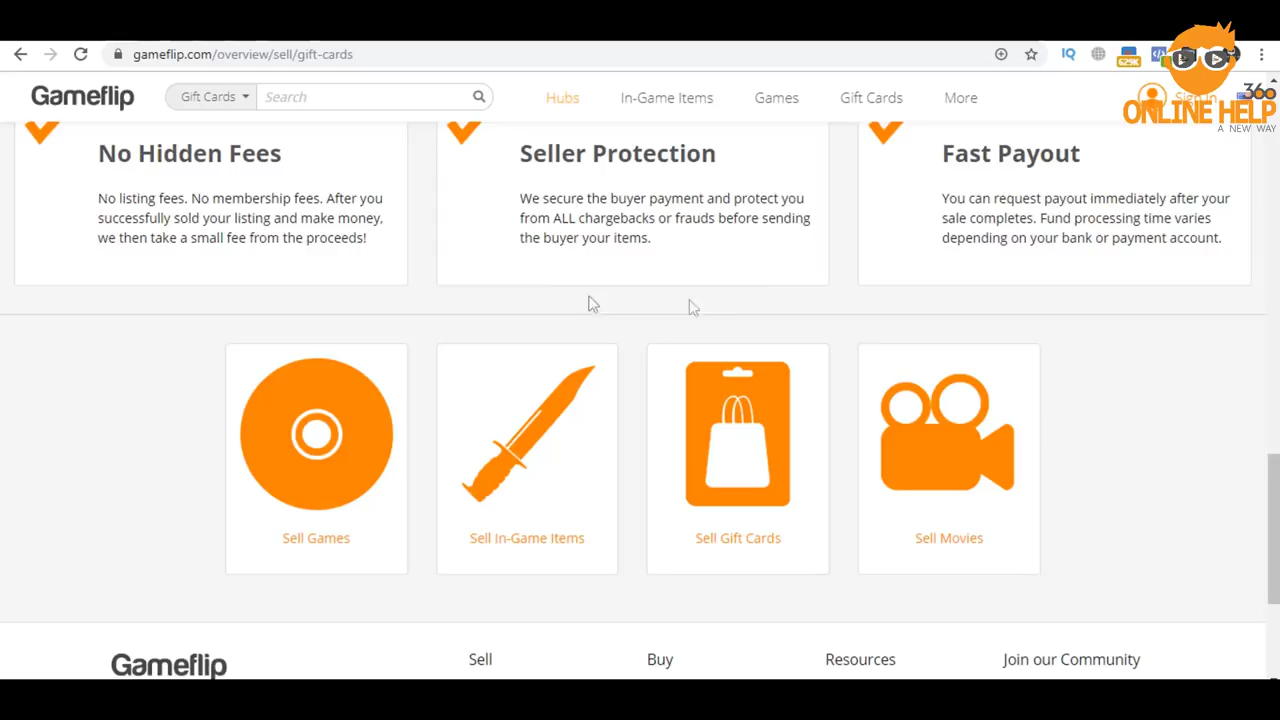 gameflip.com/overview/sell/gift-cards
IQ
629K
Gameflip
Gift Cards
Search
Hubs
In-Game Items
Games
Gift Cards
More
360
ONLINE HELP
A NEW WAY
No Hidden Fees
No listing fees. No membership fees. After you
successfully sold your listing and make money,
we then take a small fee from the proceeds!
Seller Protection
We secure the buyer payment and protect you
from ALL chargebacks or frauds before sending
the buyer your items.
Fast Payout
You can request payout immediately after your
sale completes. Fund processing time varies
depending on your bank or payment account.
Sell Games
Sell In-Game Items
Sell Gift Cards
Sell Movies
Gameflip
Sell
Buy
Resources
Join our Community